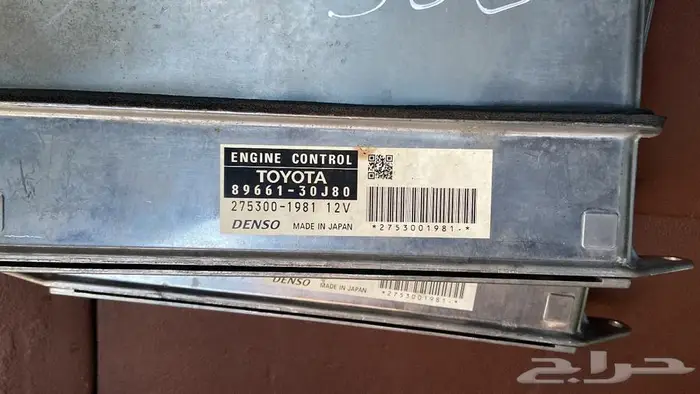 ENGINE CONTROL
TOYOTA
89661-30J80
275300-1981 12V
DENSO MADE IN JAPAN
*2753001981-*
DENSO MADE IN JAPAN
*2753001981-*
حراج